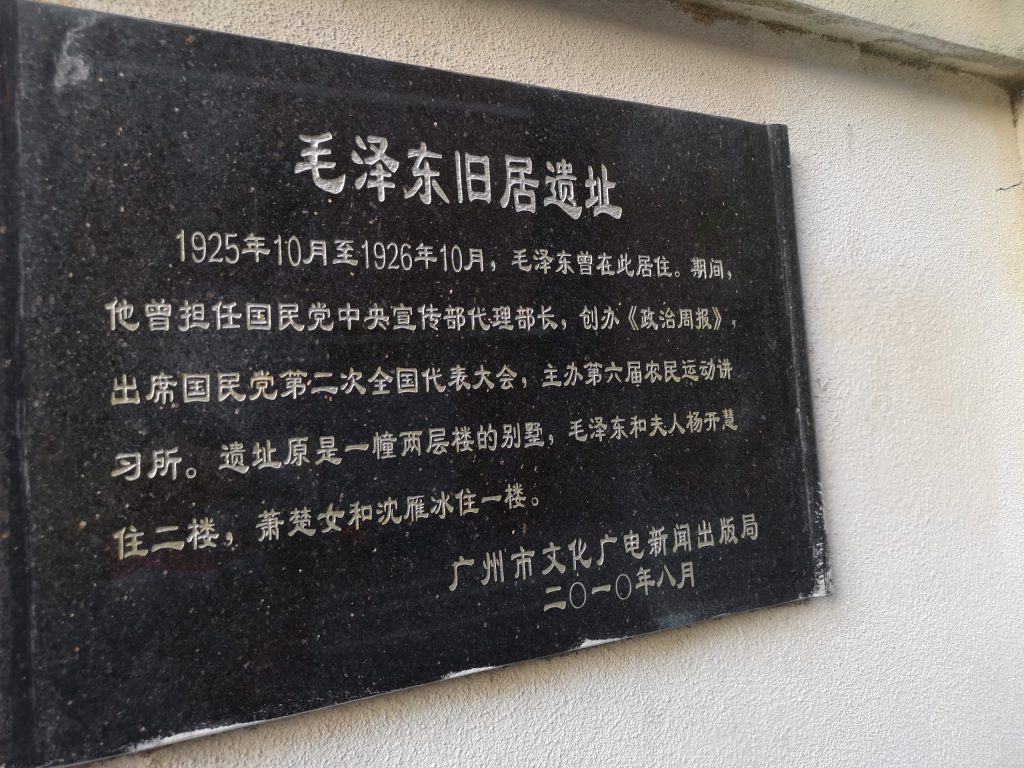 毛泽东旧居遗址
1925年10月至1926年10月，毛泽东曾在此居住。期间，
他曾担任国民党中央宣传部代理部长，创办《政治周报》，
出席国民党第二次全国代表大会，主办第六届农民运动讲
习所。遗址原是一幢两层楼的别墅，毛泽东和夫人杨开慧
住二楼，萧楚女和沈雁冰住一楼。
广州市文化广电新闻出版局
二〇一〇年八月